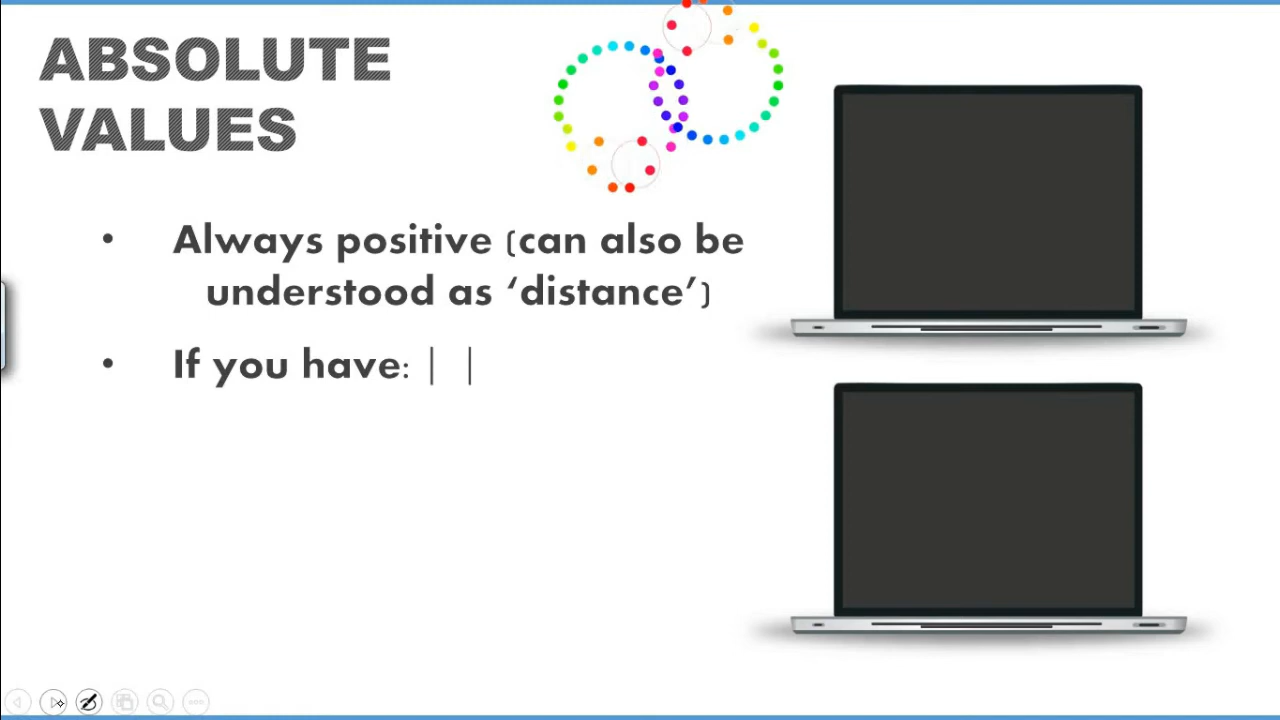 ABSOLUTE
VALUES
• Always positive (can also be
understood as ‘distance’)
• If you have: | |